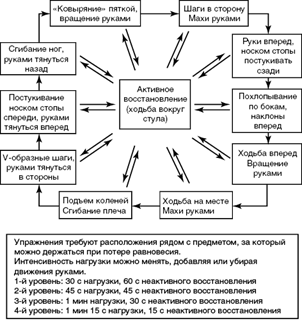 «Ковыряние» пяткой,
вращение руками
Шаги в сторону
Махи руками
Руки вперед,
носком стопы
постукивать
сзади
Похлопывание
по бокам,
наклоны
вперед
Ходьба вперед
Вращение
руками
Ходьба на месте
Махи руками
Подъем коленей
Сгибание плеча
V-образные шаги,
руками тянуться
в стороны
Постукивание
носком стопы
спереди, руками
тянуться вперед
Сгибание ног,
руками тянуться
назад
Активное
восстановление
(ходьба вокруг
стула)
Упражнения требуют расположения рядом с предметом, за который
можно держаться при потере равновесия.
Интенсивность нагрузки можно менять, добавляя или убирая
движения руками.
1-й уровень: 30 с нагрузки, 60 с неактивного восстановления
2-й уровень: 45 с нагрузки, 45 с неактивного восстановления
3-й уровень: 1 мин нагрузки, 30 с неактивного восстановления
4-й уровень: 1 мин 15 с нагрузки, 15 с неактивного восстановления